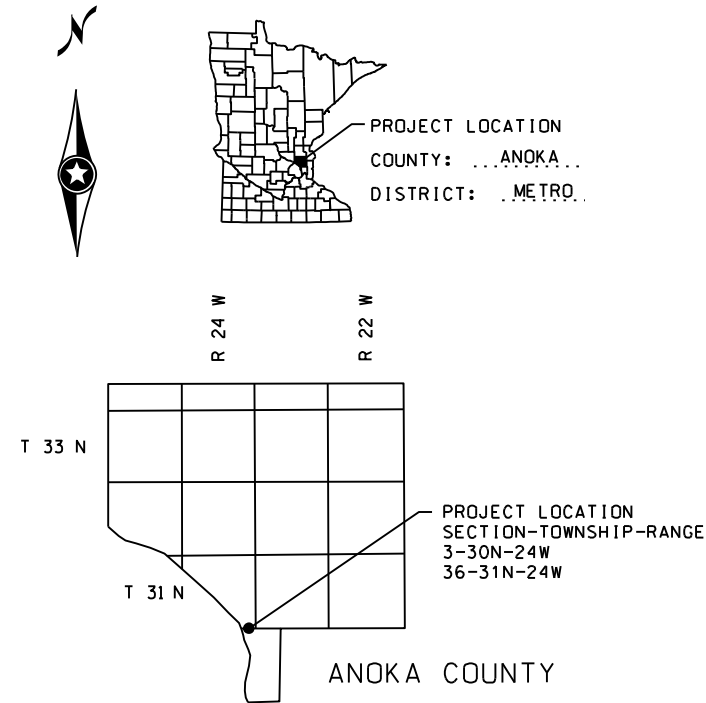 N
PROJECT LOCATION
COUNTY: ANOKA
DISTRICT: METRO
R 24 W
R 22 W
T 33 N
PROJECT LOCATION
SECTION-TOWNSHIP-RANGE
3-30N-24W
36-31N-24W
T 31 N
ANOKA COUNTY